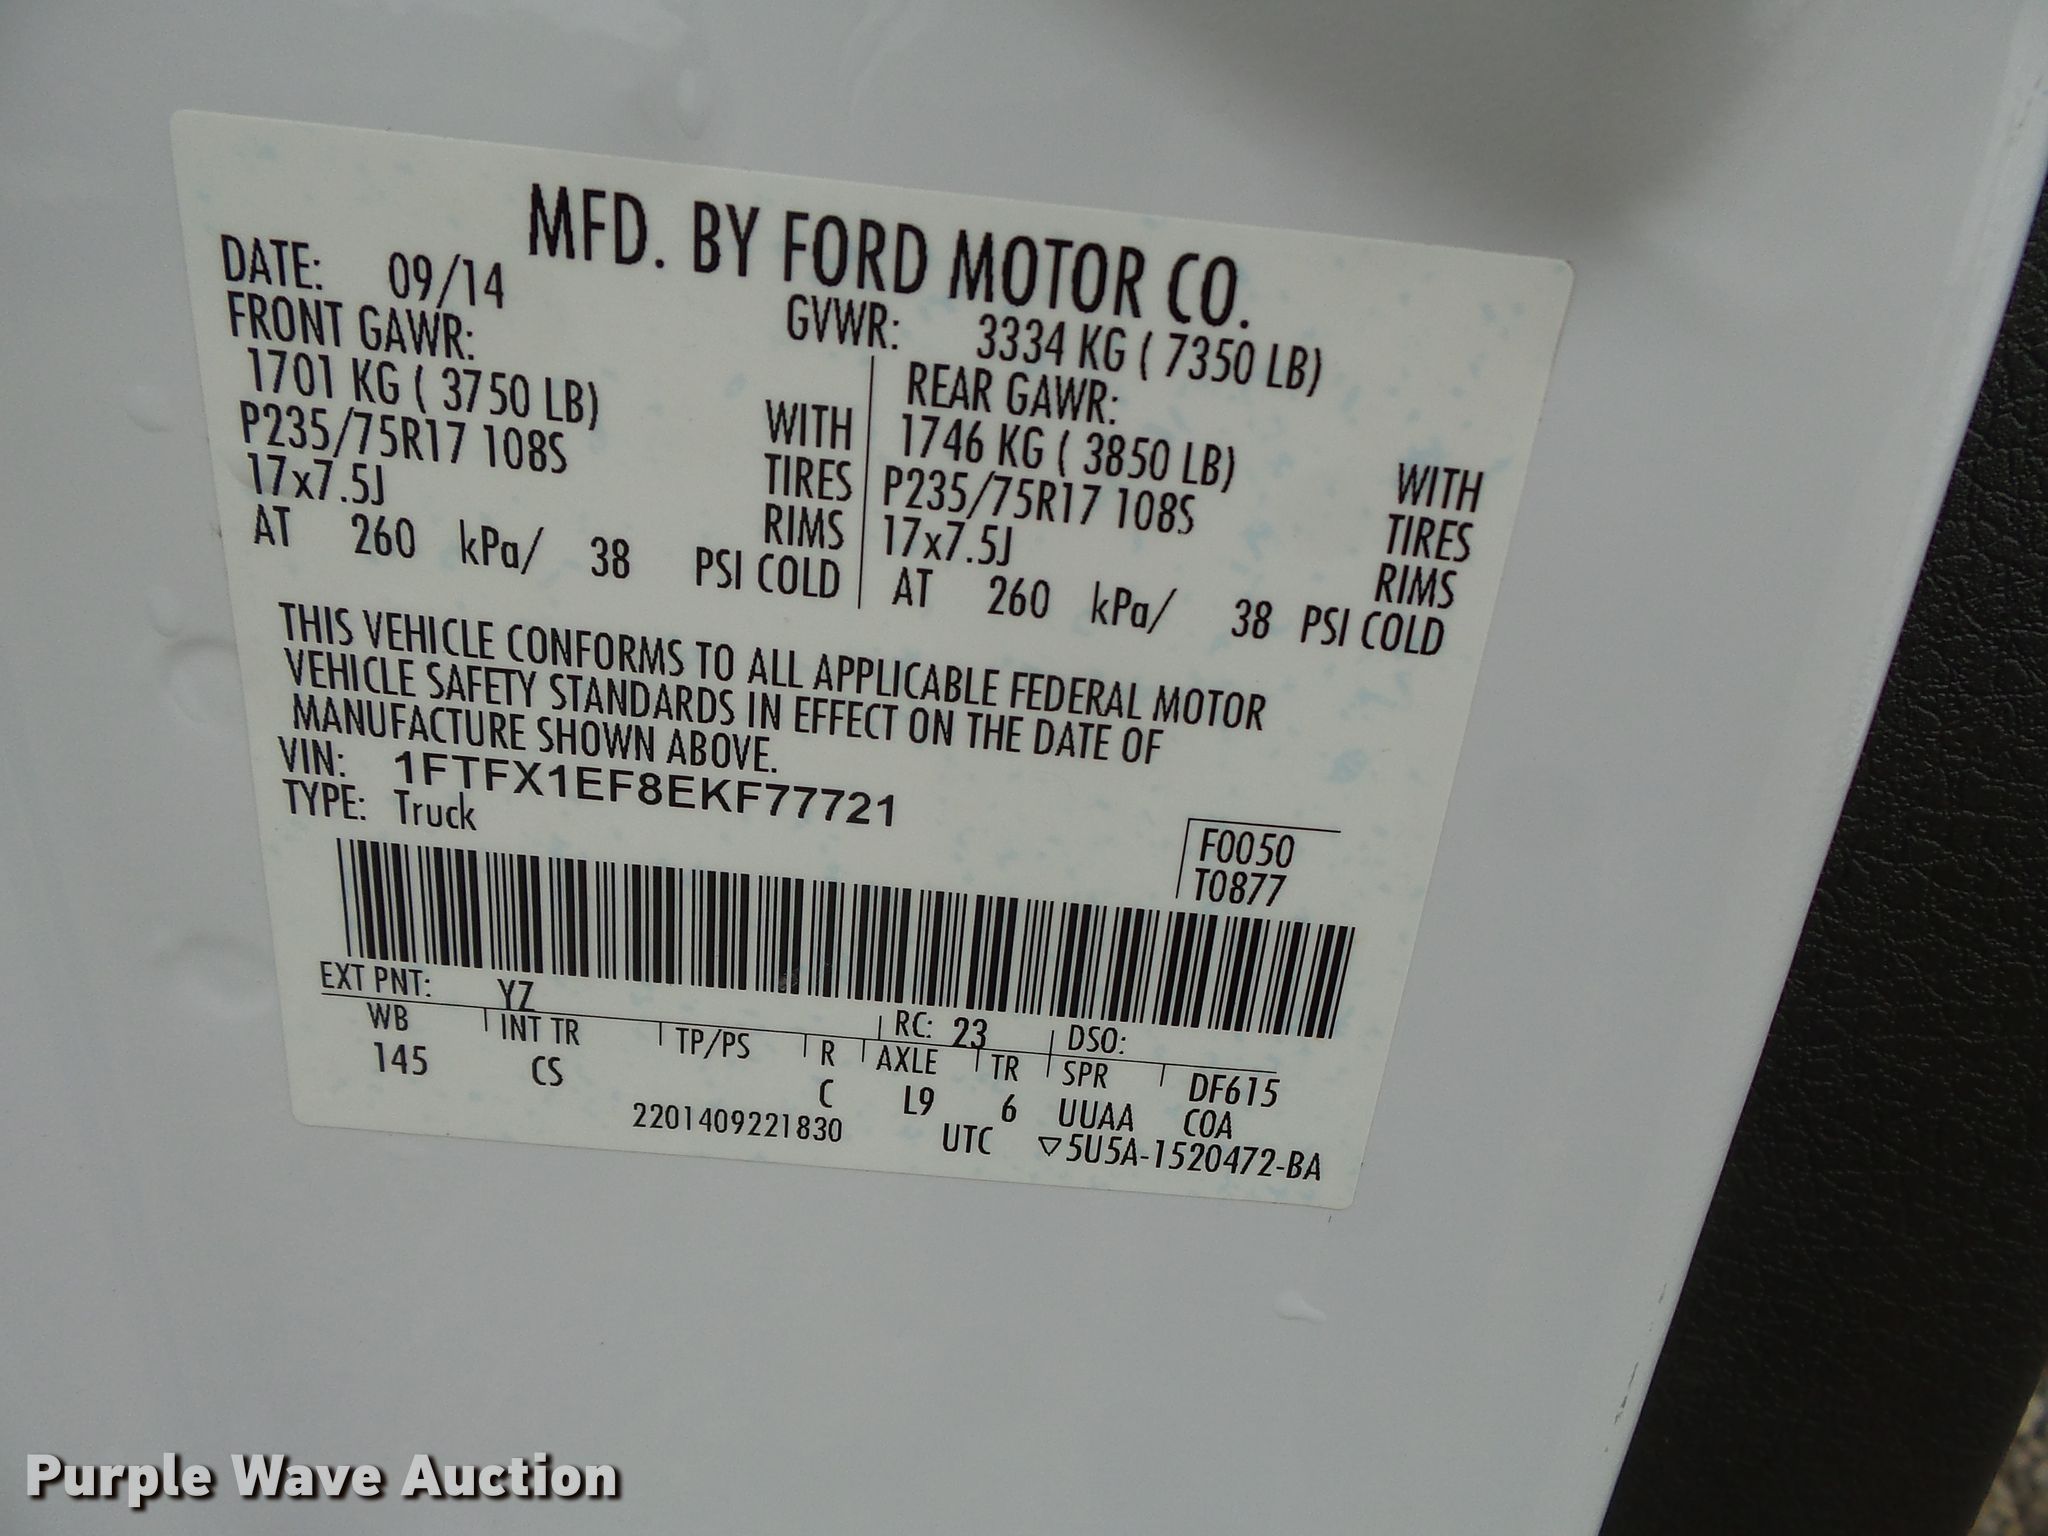 MFD. BY FORD MOTOR CO.
DATE: 09/14 GVWR: 3334 KG ( 7350 LB)
FRONT GAWR: REAR GAWR:
1701 KG ( 3750 LB) WITH 1746 KG ( 3850 LB) WITH
P235/75R17 108S TIRES P235/75R17 108S TIRES
17x7.5J RIMS 17x7.5J RIMS
AT 260 kPa/ 38 PSI COLD AT 260 kPa/ 38 PSI COLD
THIS VEHICLE CONFORMS TO ALL APPLICABLE FEDERAL MOTOR
VEHICLE SAFETY STANDARDS IN EFFECT ON THE DATE OF
MANUFACTURE SHOWN ABOVE.
VIN: 1FTFX1EF8EKF77721
TYPE: Truck
F0050
T0877
EXT PNT: YZ RC: 23 DSO:
WB INT TR TP/PS R AXLE TR SPR DF615
145 CS C L9 6 UUAA COA
2201409221830 UTC ▽5U5A-1520472-BA
Purple Wave Auction